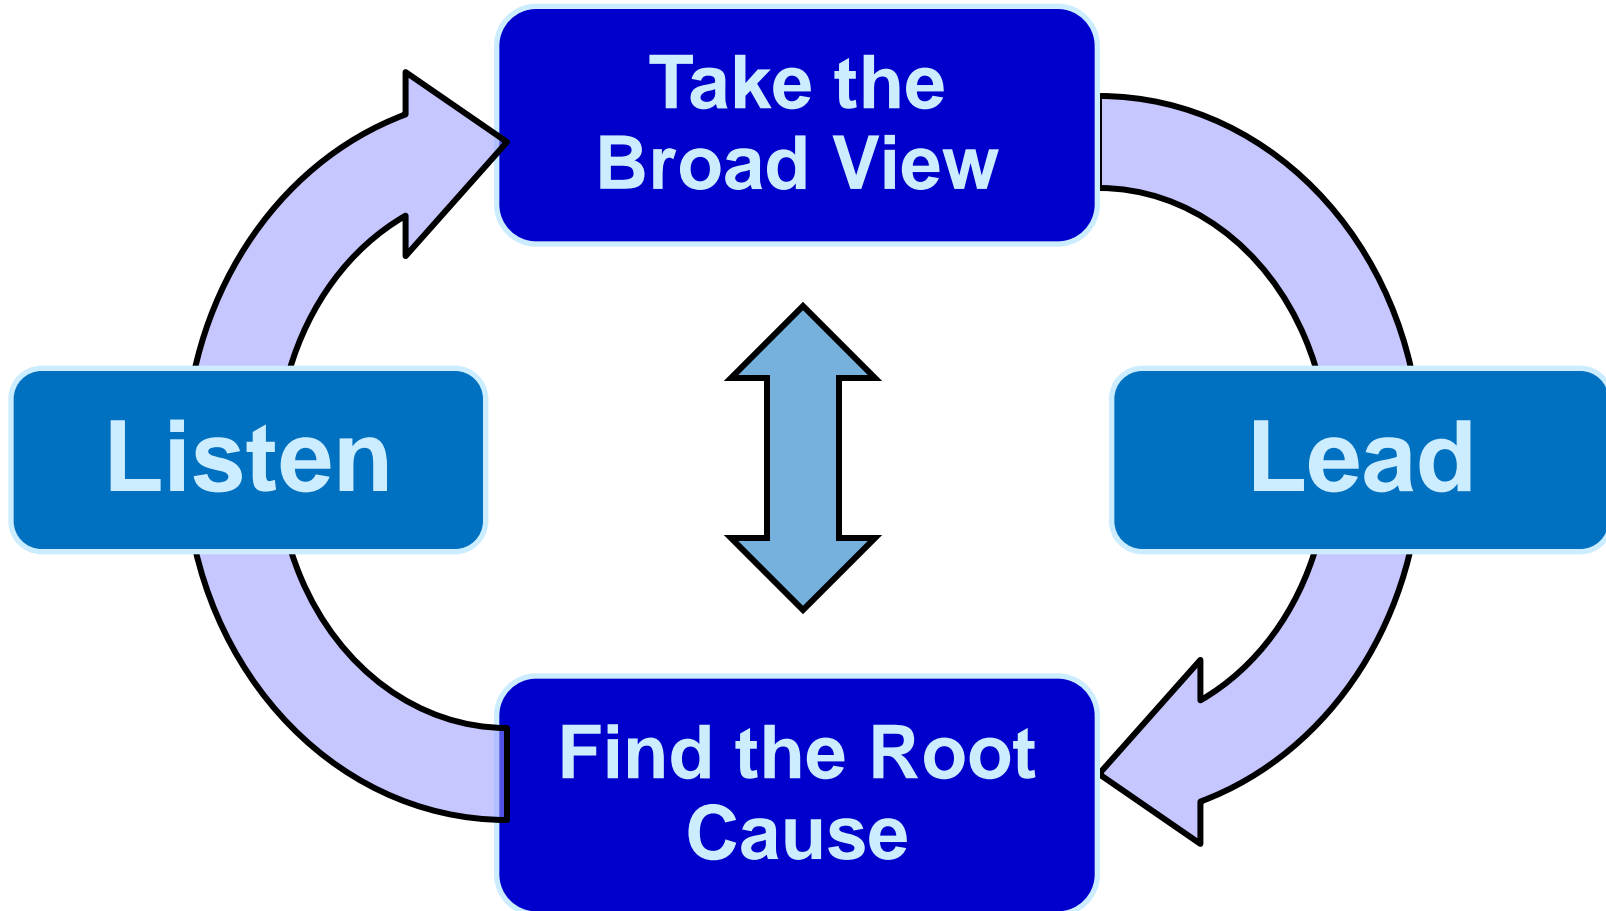 Take the
Broad View
Listen
Lead
Find the Root
Cause